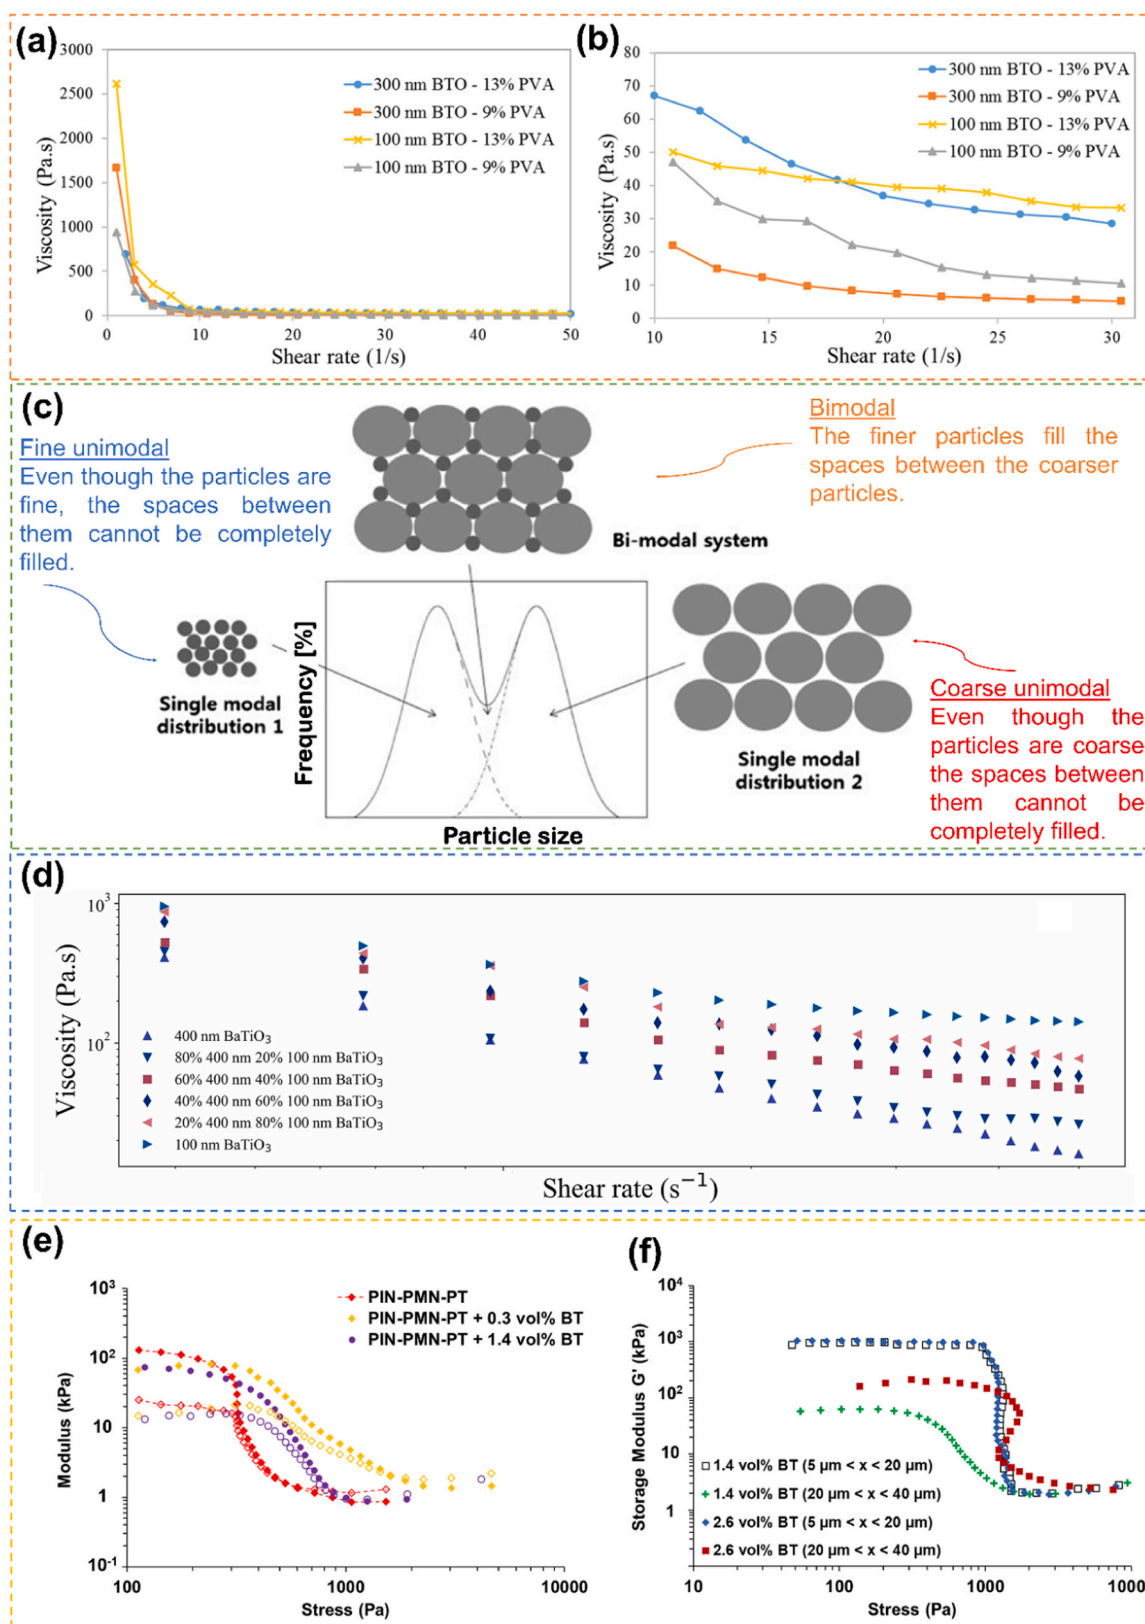 (a)
3000
2500
2000
1500
1000
500
0
Viscosity (Pa.s)
300 nm BTO - 13% PVA
300 nm BTO - 9% PVA
100 nm BTO - 13% PVA
100 nm BTO - 9% PVA
0 10 20 30 40 50
Shear rate (1/s)
(b)
80
70
60
50
40
30
20
10
0
Viscosity (Pa.s)
300 nm BTO - 13% PVA
300 nm BTO - 9% PVA
100 nm BTO - 13% PVA
100 nm BTO - 9% PVA
10 15 20 25 30
Shear rate (1/s)
(c)
Fine unimodal
Even though the particles are
fine, the spaces between
them cannot be completely
filled.
Bimodal
The finer particles fill the
spaces between the coarser
particles.
Bi-modal system
Single modal
distribution 1
Frequency [%]
Particle size
Single modal
distribution 2
Coarse unimodal
Even though the
particles are coarse
the spaces between
them cannot be
completely filled.
(d)
10³
10²
Viscosity (Pa.s)
400 nm BaTiO₃
80% 400 nm 20% 100 nm BaTiO₃
60% 400 nm 40% 100 nm BaTiO₃
40% 400 nm 60% 100 nm BaTiO₃
20% 400 nm 80% 100 nm BaTiO₃
100 nm BaTiO₃
Shear rate (s⁻¹)
(e)
10³
10²
10
1
10⁻¹
Modulus (kPa)
PIN-PMN-PT
PIN-PMN-PT + 0.3 vol% BT
PIN-PMN-PT + 1.4 vol% BT
100 1000 10000
Stress (Pa)
(f)
10⁴
10³
10²
10
1
Storage Modulus G' (kPa)
1.4 vol% BT (5 µm < x < 20 µm)
1.4 vol% BT (20 µm < x < 40 µm)
2.6 vol% BT (5 µm < x < 20 µm)
2.6 vol% BT (20 µm < x < 40 µm)
10 100 1000 1000
Stress (Pa)